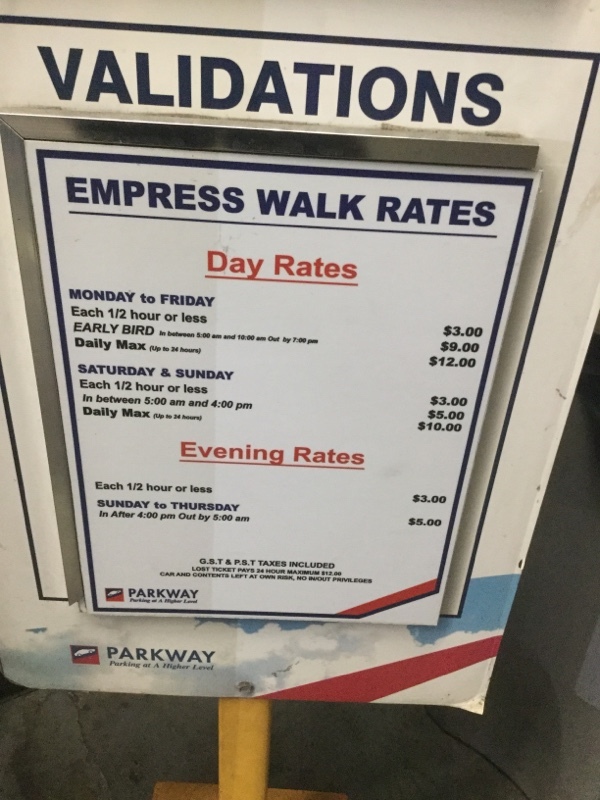 VALIDATIONS
EMPRESS WALK RATES
Day Rates
MONDAY to FRIDAY
Each 1/2 hour or less $3.00
EARLY BIRD In between 5:00 am and 10:00 am Out by 7:00 pm $9.00
Daily Max (Up to 24 hours) $12.00
SATURDAY & SUNDAY
Each 1/2 hour or less $3.00
In between 5:00 am and 4:00 pm $5.00
Daily Max (Up to 24 hours) $10.00
Evening Rates
Each 1/2 hour or less $3.00
SUNDAY to THURSDAY
In After 4:00 pm Out by 5:00 am $5.00
G.S.T & P.S.T TAXES INCLUDED
LOST TICKET PAYS 24 HOUR MAXIMUM $12.00
CAR AND CONTENTS LEFT AT OWN RISK, NO IN/OUT PRIVILEGES
PARKWAY
Parking at A Higher Level
PARKWAY
Parking at A Higher Level